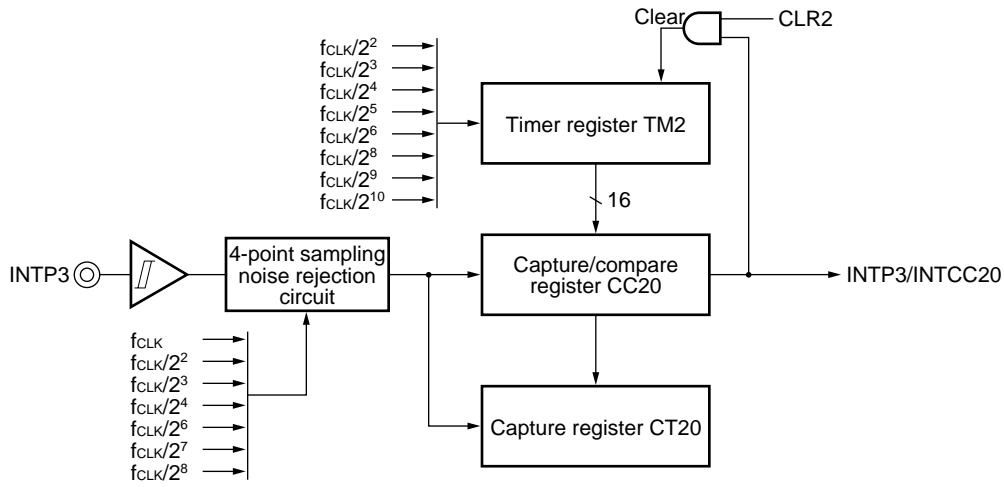 Clear
CLR2
fCLK/2²
fCLK/2³
fCLK/2⁴
fCLK/2⁵
fCLK/2⁶
fCLK/2⁸
fCLK/2⁹
fCLK/2¹⁰
Timer register TM2
16
INTP3
4-point sampling
noise rejection
circuit
Capture/compare
register CC20
INTP3/INTCC20
fCLK
fCLK/2²
fCLK/2³
fCLK/2⁴
fCLK/2⁶
fCLK/2⁷
fCLK/2⁸
Capture register CT20